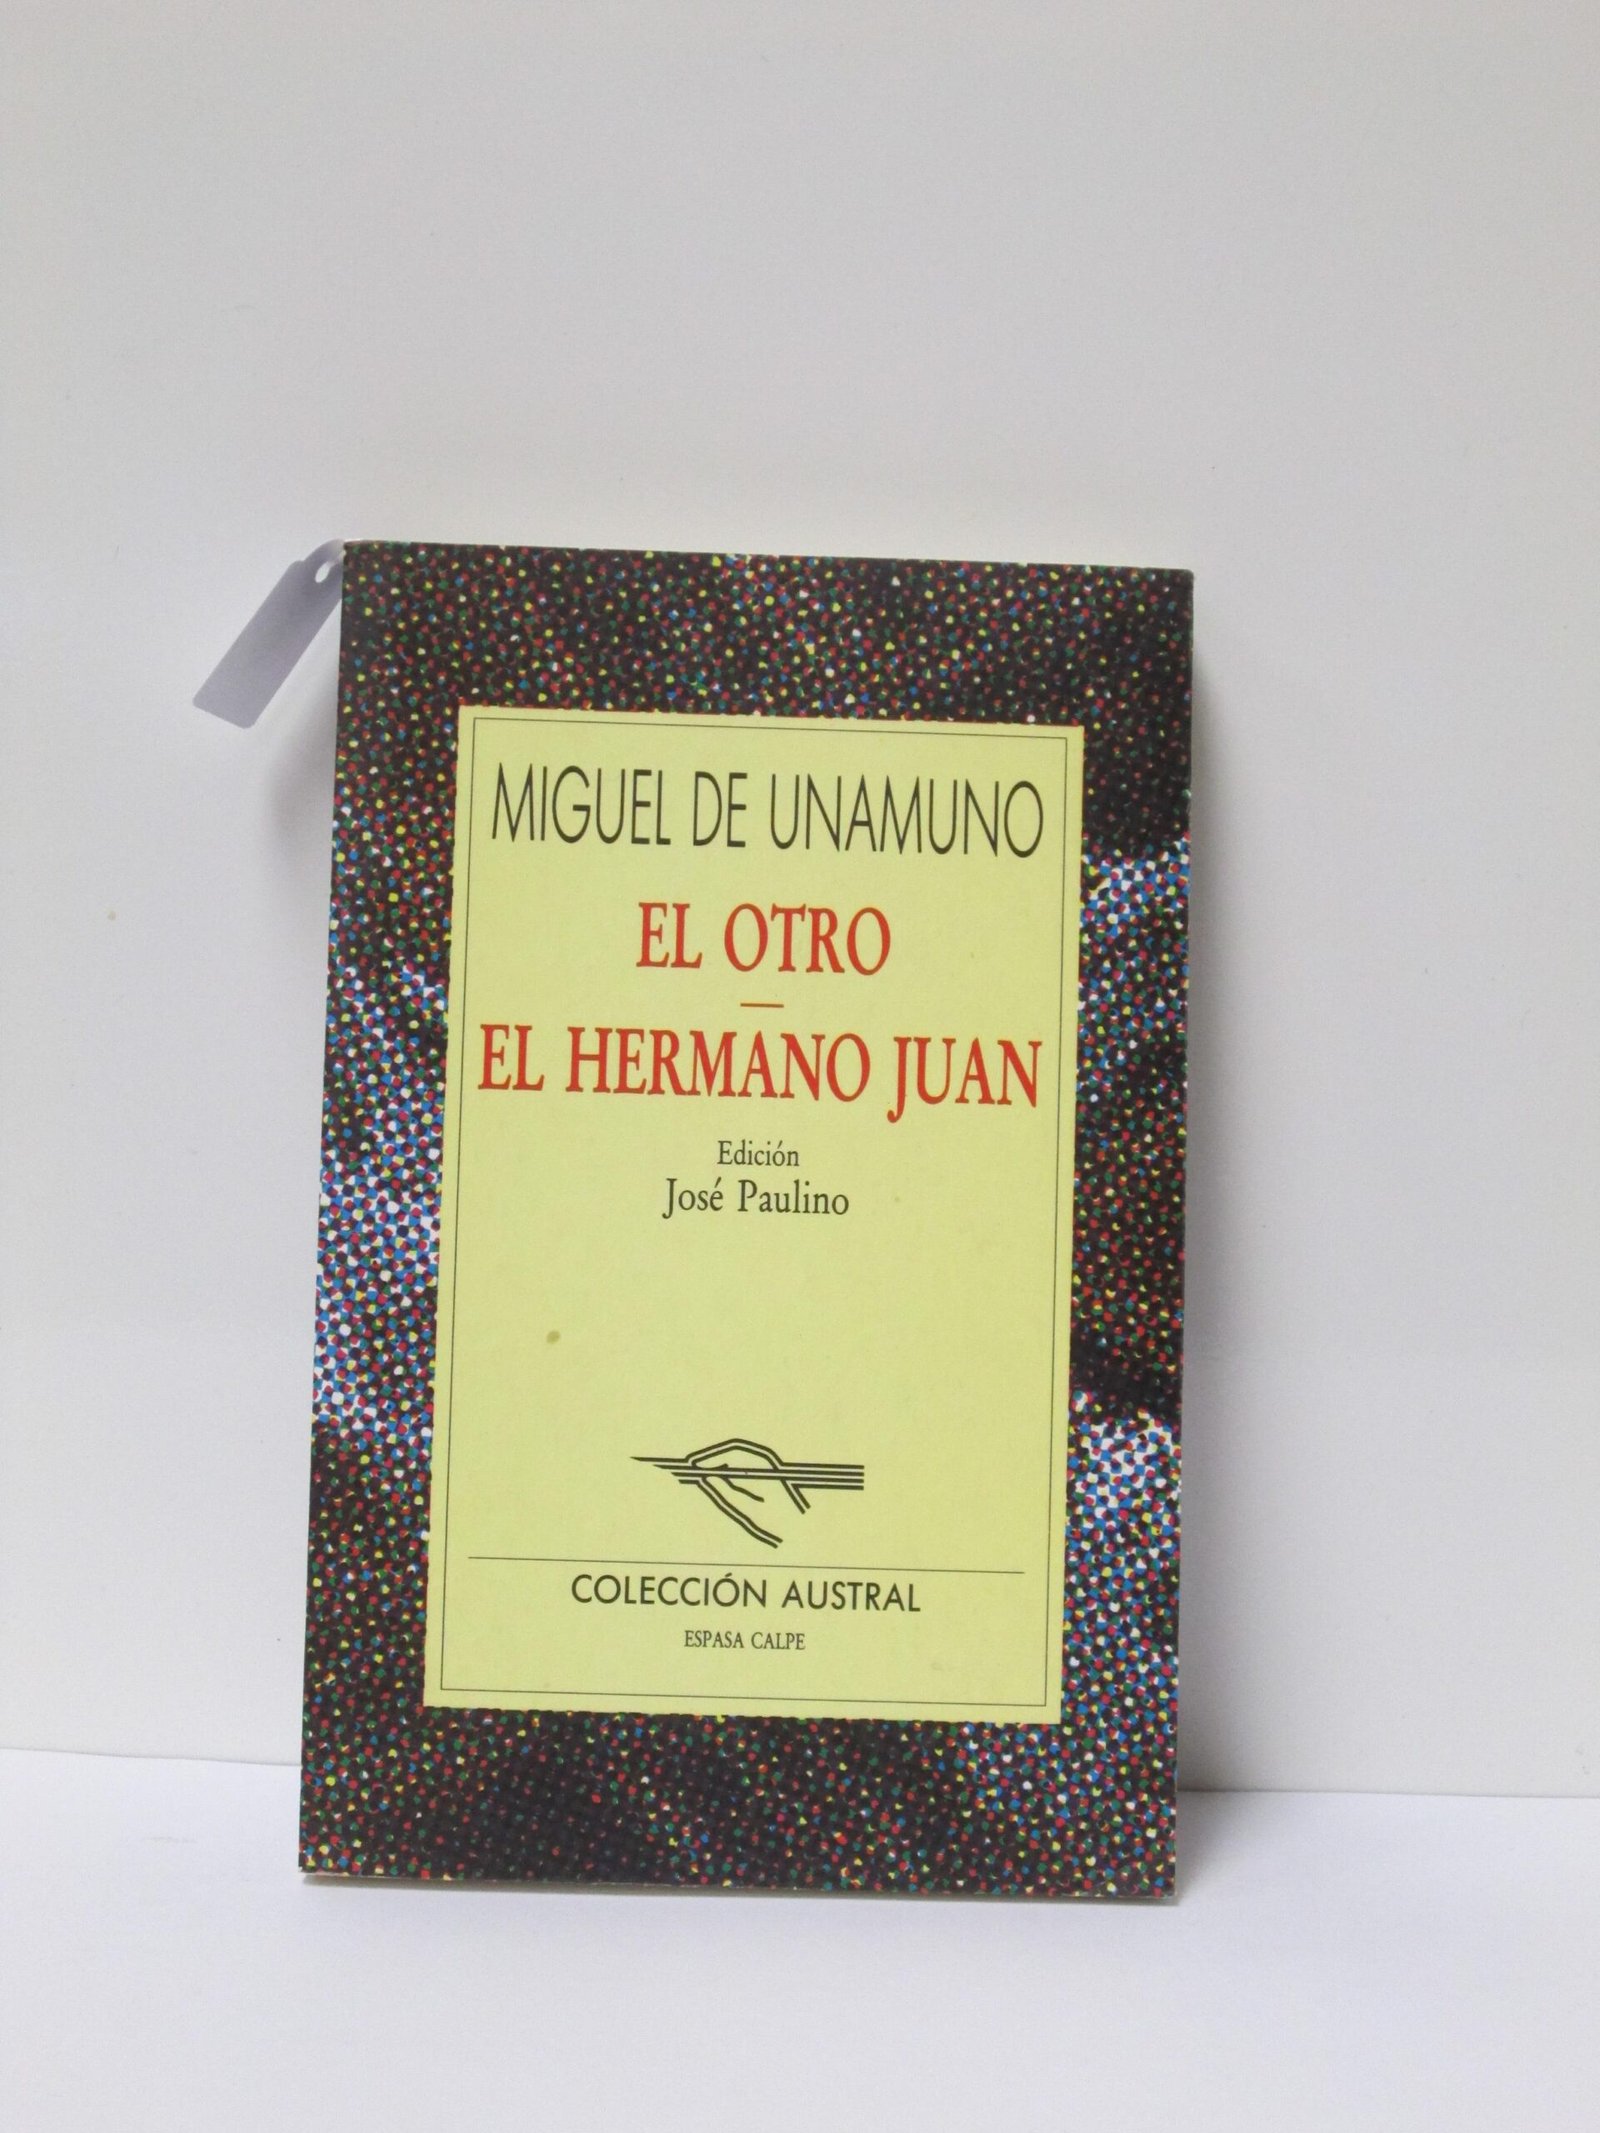 MIGUEL DE UNAMUNO
EL OTRO
EL HERMANO JUAN
Edición
José Paulino
COLECCIÓN AUSTRAL
ESPASA CALPE